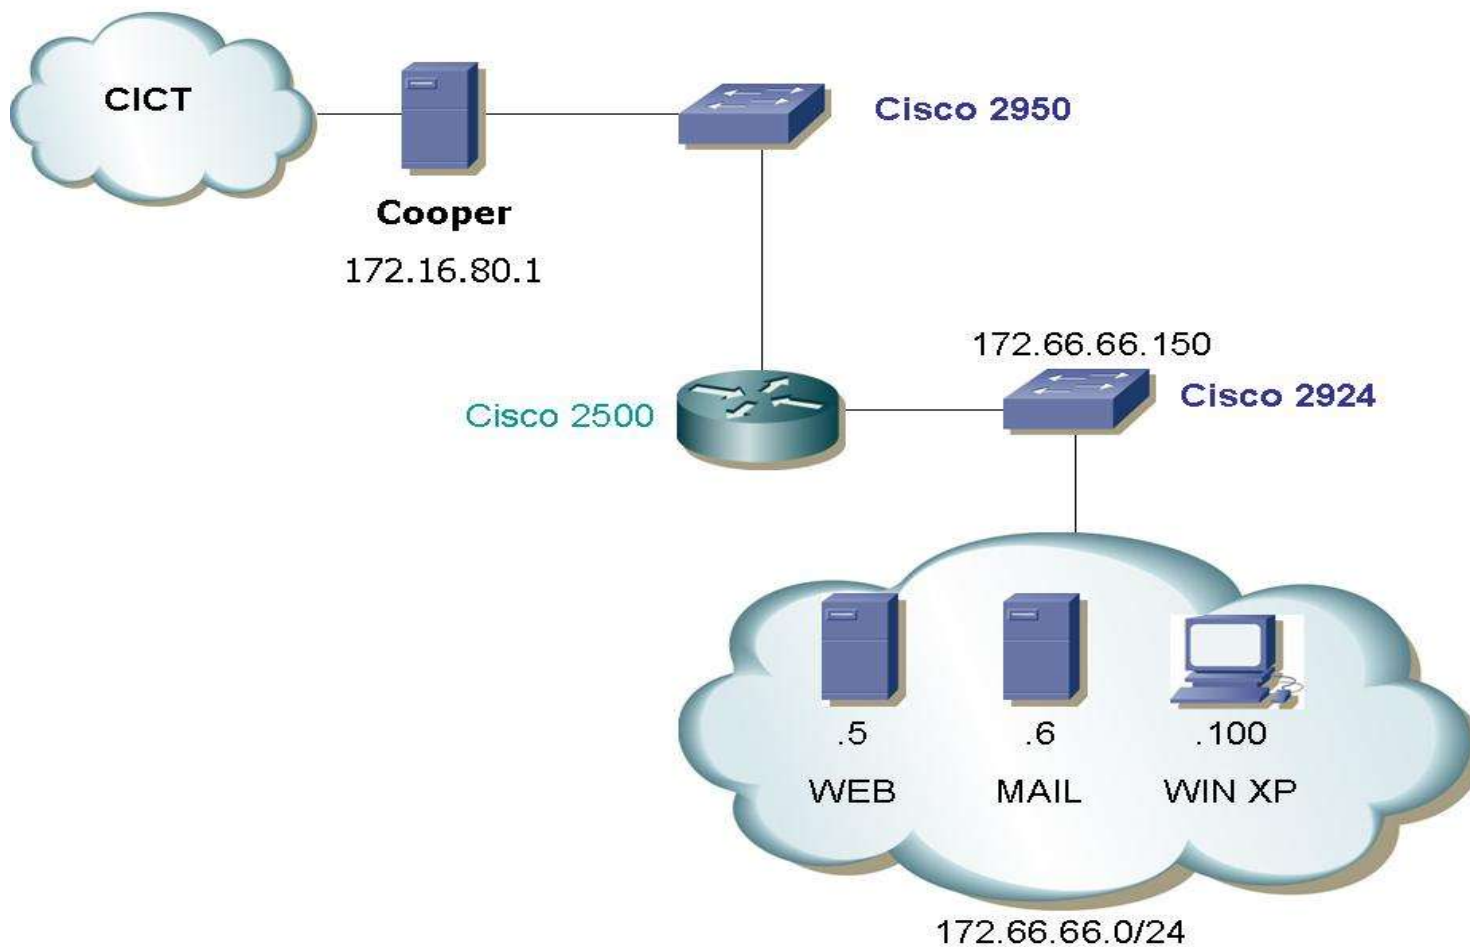 CICT
Cisco 2950
Cooper
172.16.80.1
172.66.66.150
Cisco 2924
Cisco 2500
.5
.6
.100
WEB
MAIL
WIN XP
172.66.66.0/24